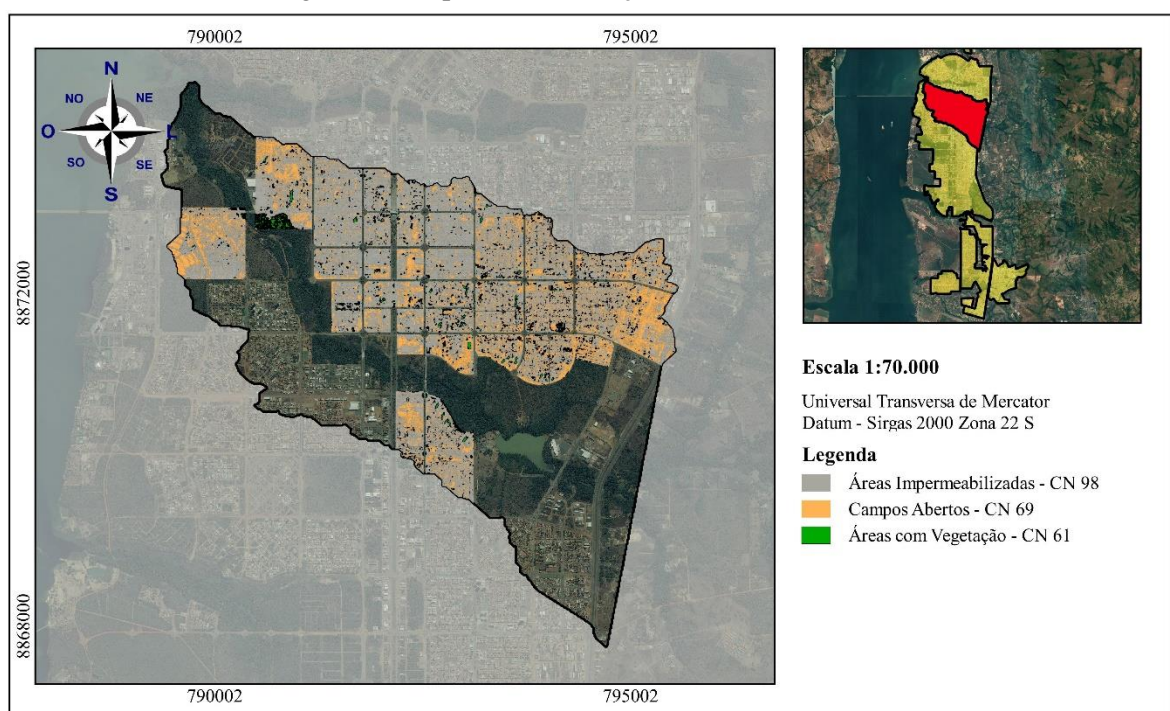 790002
795002
N
NO
NE
O
L
SO
SE
S
8872000
8868000
790002
795002
Escala 1:70.000
Universal Transversa de Mercator
Datum - Sirgas 2000 Zona 22 S
Legenda
Áreas Impermeabilizadas - CN 98
Campos Abertos - CN 69
Áreas com Vegetação - CN 61